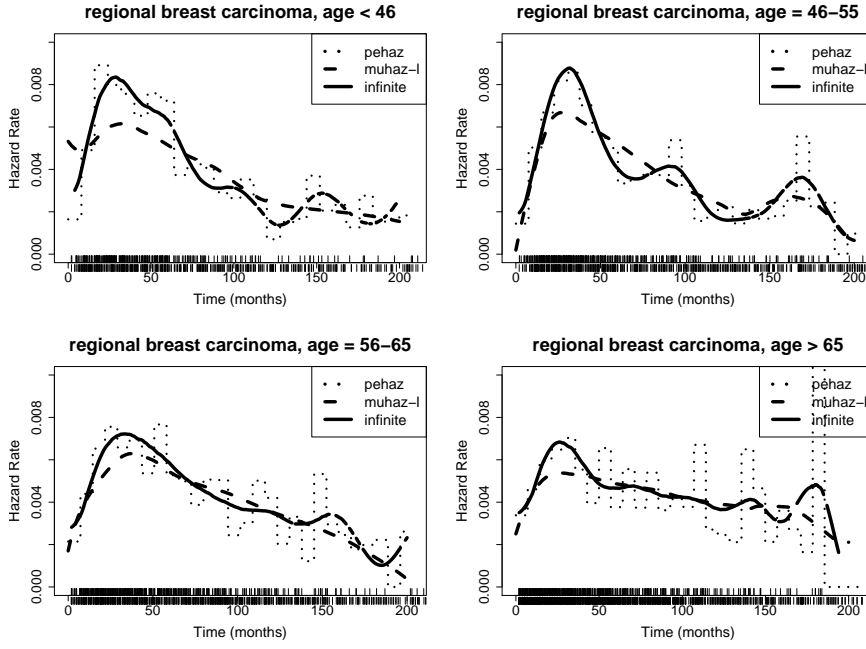 regional breast carcinoma, age < 46
pehaz
muhaz−l
infinite
Hazard Rate
0.000 0.004 0.008
0 50 100 150 200
Time (months)
regional breast carcinoma, age = 46−55
pehaz
muhaz−l
infinite
Hazard Rate
0.000 0.004 0.008
0 50 100 150 200
Time (months)
regional breast carcinoma, age = 56−65
pehaz
muhaz−l
infinite
Hazard Rate
0.000 0.004 0.008
0 50 100 150 200
Time (months)
regional breast carcinoma, age > 65
pehaz
muhaz−l
infinite
Hazard Rate
0.000 0.004 0.008
0 50 100 150 200
Time (months)